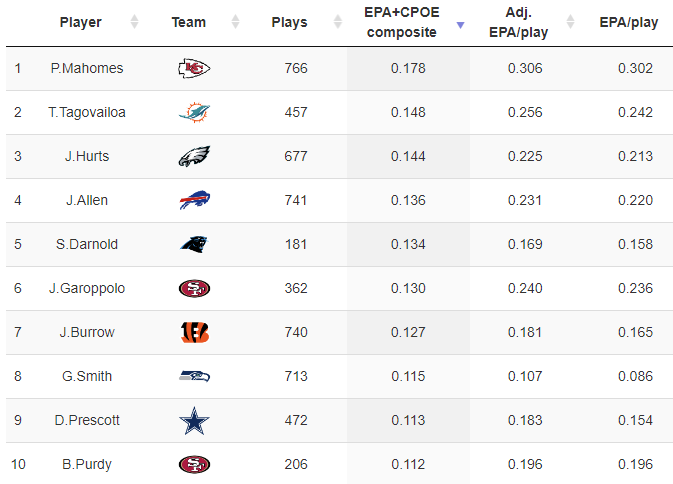 Player Team Plays EPA+CPOE composite Adj. EPA/play EPA/play
1 P.Mahomes 766 0.178 0.306 0.302
2 T.Tagovailoa 457 0.148 0.256 0.242
3 J.Hurts 677 0.144 0.225 0.213
4 J.Allen 741 0.136 0.231 0.220
5 S.Darnold 181 0.134 0.169 0.158
6 J.Garoppolo 362 0.130 0.240 0.236
7 J.Burrow 740 0.127 0.181 0.165
8 G.Smith 713 0.115 0.107 0.086
9 D.Prescott 472 0.113 0.183 0.154
10 B.Purdy 206 0.112 0.196 0.196